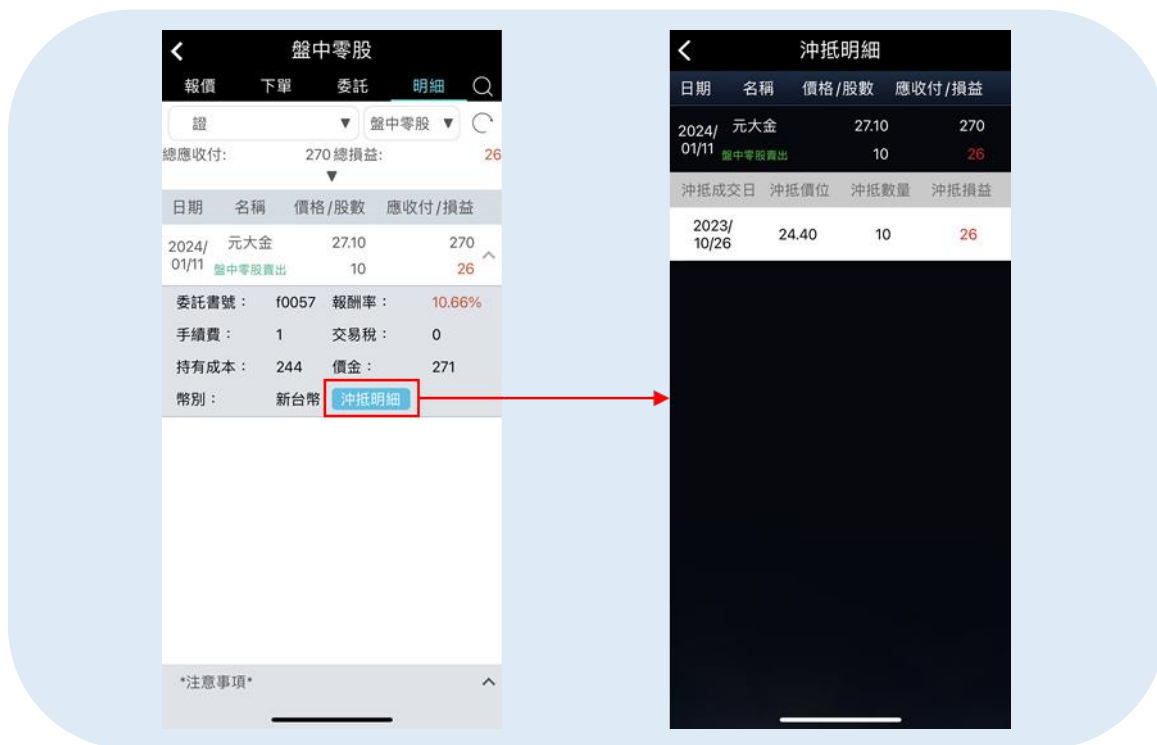 盤中零股
報價 下單 委託 明細
證 ▼ 盤中零股 ▼
總應收付: 270 總損益: 26
▼
日期 名稱 價格/股數 應收付/損益
2024/ 元大金 27.10 270
01/11 盤中零股賣出 10 26
委託書號： f0057 報酬率： 10.66%
手續費： 1 交易稅： 0
持有成本： 244 價金： 271
幣別： 新台幣 沖抵明細
*注意事項*
沖抵明細
日期 名稱 價格/股數 應收付/損益
2024/ 元大金 27.10 270
01/11 盤中零股賣出 10 26
沖抵成交日 沖抵價位 沖抵數量 沖抵損益
2023/
10/26 24.40 10 26